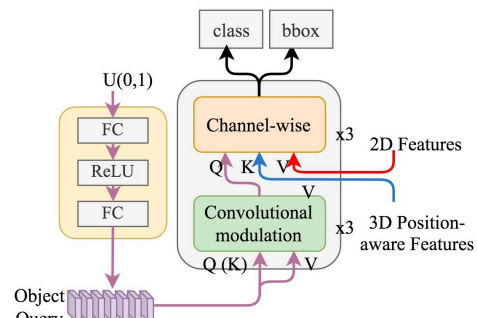 class
bbox
U(0,1)
FC
ReLU
FC
Channel-wise
x3
Q
K
V
V
2D Features
Convolutional
modulation
x3
3D Position-
aware Features
Q (K)
V
Object
Query